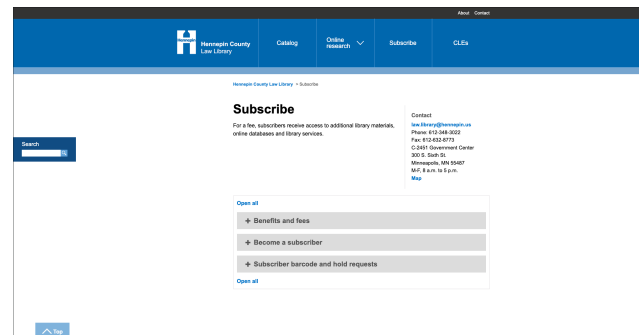 About Contact
Hennepin
Hennepin County
Law Library
Catalog
Online
research
Subscribe
CLEs
Hennepin County Law Library > Subscribe
Subscribe
For a fee, subscribers receive access to additional library materials,
online databases and library services.
Contact
law.library@hennepin.us
Phone: 612-348-3022
Fax: 612-632-8773
C-2451 Government Center
300 S. Sixth St.
Minneapolis, MN 55487
M-F, 8 a.m. to 5 p.m.
Map
Search
Open all
+ Benefits and fees
+ Become a subscriber
+ Subscriber barcode and hold requests
Open all
Top